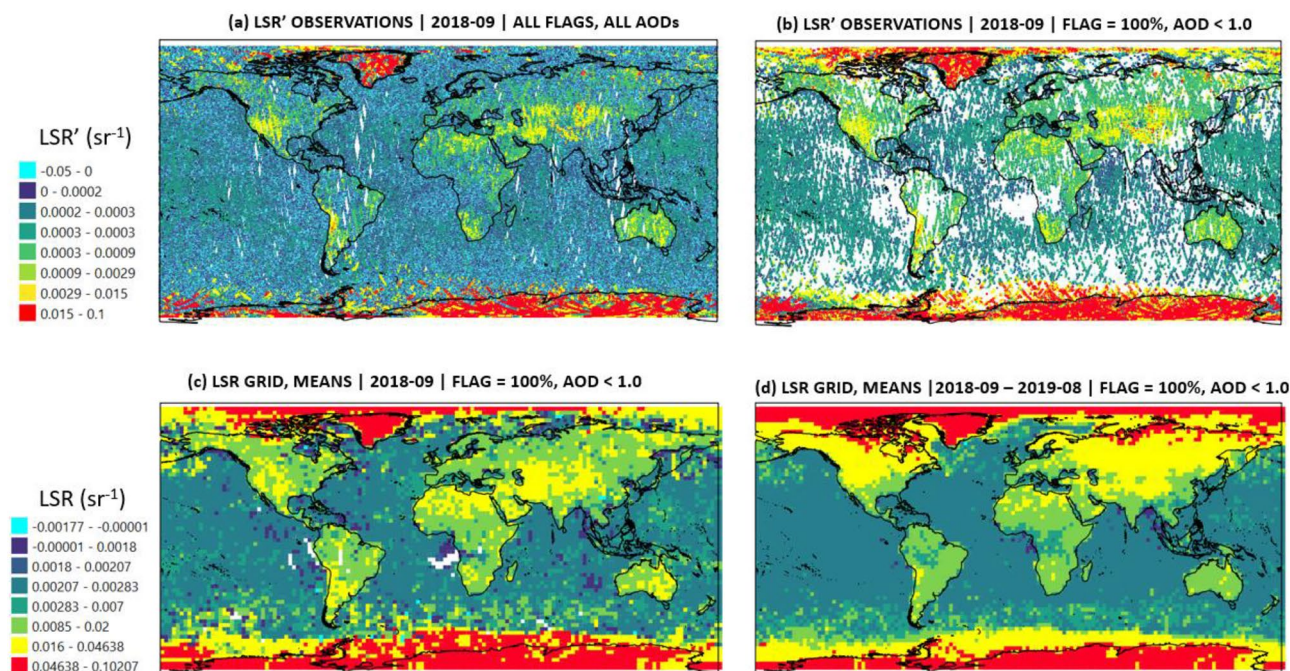 (a) LSR’ OBSERVATIONS | 2018-09 | ALL FLAGS, ALL AODs
(b) LSR’ OBSERVATIONS | 2018-09 | FLAG = 100%, AOD < 1.0
LSR’ (sr⁻¹)
-0.05 - 0
0 - 0.0002
0.0002 - 0.0003
0.0003 - 0.0003
0.0003 - 0.0009
0.0009 - 0.0029
0.0029 - 0.015
0.015 - 0.1
(c) LSR GRID, MEANS | 2018-09 | FLAG = 100%, AOD < 1.0
(d) LSR GRID, MEANS |2018-09 – 2019-08 | FLAG = 100%, AOD < 1.0
LSR (sr⁻¹)
-0.00177 - -0.00001
-0.00001 - 0.0018
0.0018 - 0.00207
0.00207 - 0.00283
0.00283 - 0.007
0.0085 - 0.02
0.016 - 0.04638
0.04638 - 0.10207